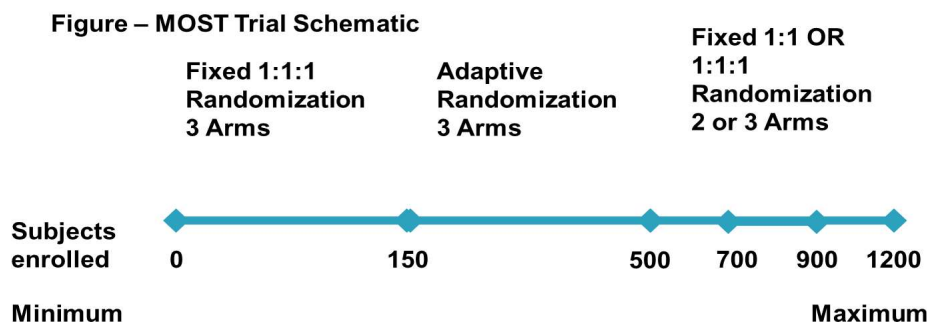 Figure – MOST Trial Schematic
Fixed 1:1:1
Randomization
3 Arms
Adaptive
Randomization
3 Arms
Fixed 1:1 OR
1:1:1
Randomization
2 or 3 Arms
Subjects
enrolled 0 150 500 700 900 1200
Minimum Maximum